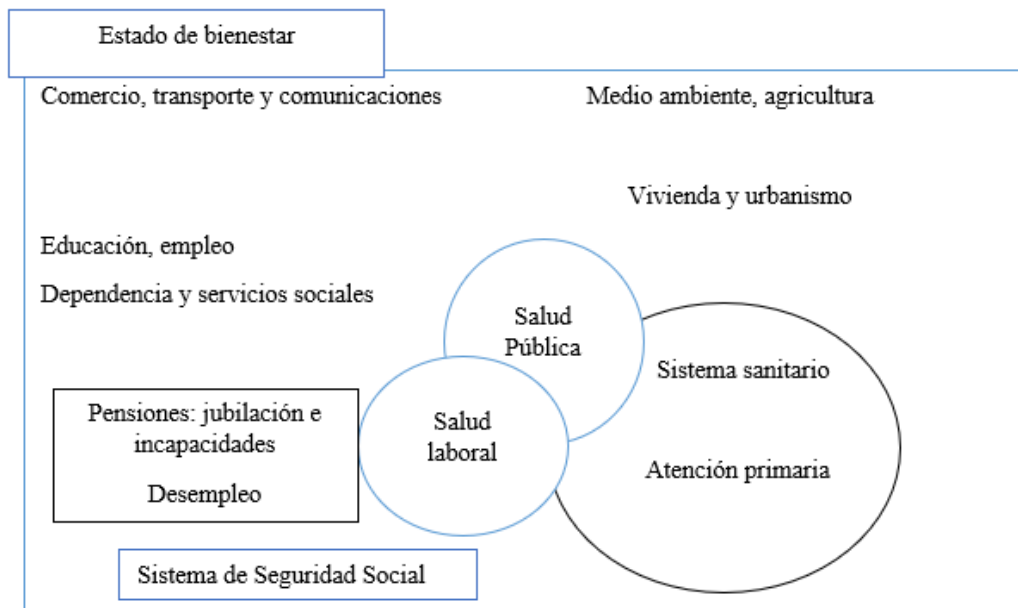 Estado de bienestar
Comercio, transporte y comunicaciones
Medio ambiente, agricultura
Vivienda y urbanismo
Educación, empleo
Dependencia y servicios sociales
Salud
Pública
Sistema sanitario
Pensiones: jubilación e
incapacidades
Desempleo
Salud
laboral
Atención primaria
Sistema de Seguridad Social